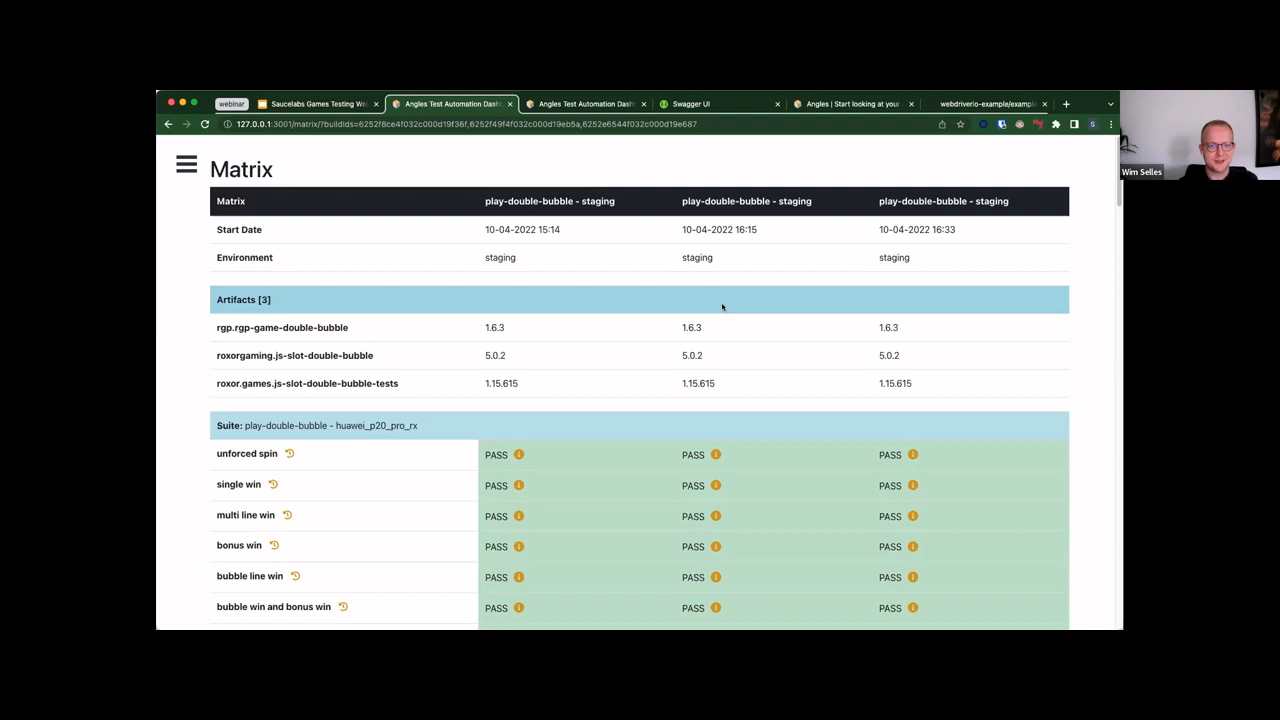 webinar
Saucelabs Games Testing We
Angles Test Automation Dash
Angles Test Automation Dash
Swagger UI
Angles | Start looking at your
webdriverio-example/example
127.0.0.1:3001/matrix/?buildIds=6252f8ce4f032c000d19f36f,6252f49f4f032c000d19eb5a,6252e6544f032c000d19e687
S
Wim Selles
Matrix
Matrix play-double-bubble - staging play-double-bubble - staging play-double-bubble - staging
Start Date 10-04-2022 15:14 10-04-2022 16:15 10-04-2022 16:33
Environment staging staging staging
Artifacts [3]
rgp.rgp-game-double-bubble 1.6.3 1.6.3 1.6.3
roxorgaming.js-slot-double-bubble 5.0.2 5.0.2 5.0.2
roxor.games.js-slot-double-bubble-tests 1.15.615 1.15.615 1.15.615
Suite: play-double-bubble - huawei_p20_pro_rx
unforced spin PASS PASS PASS
single win PASS PASS PASS
multi line win PASS PASS PASS
bonus win PASS PASS PASS
bubble line win PASS PASS PASS
bubble win and bonus win PASS PASS PASS